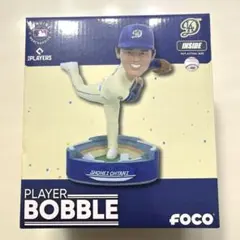 PLAYERS
INSIDE
SHOHEI OHTANI
PLAYER
BOBBLE
FOCO